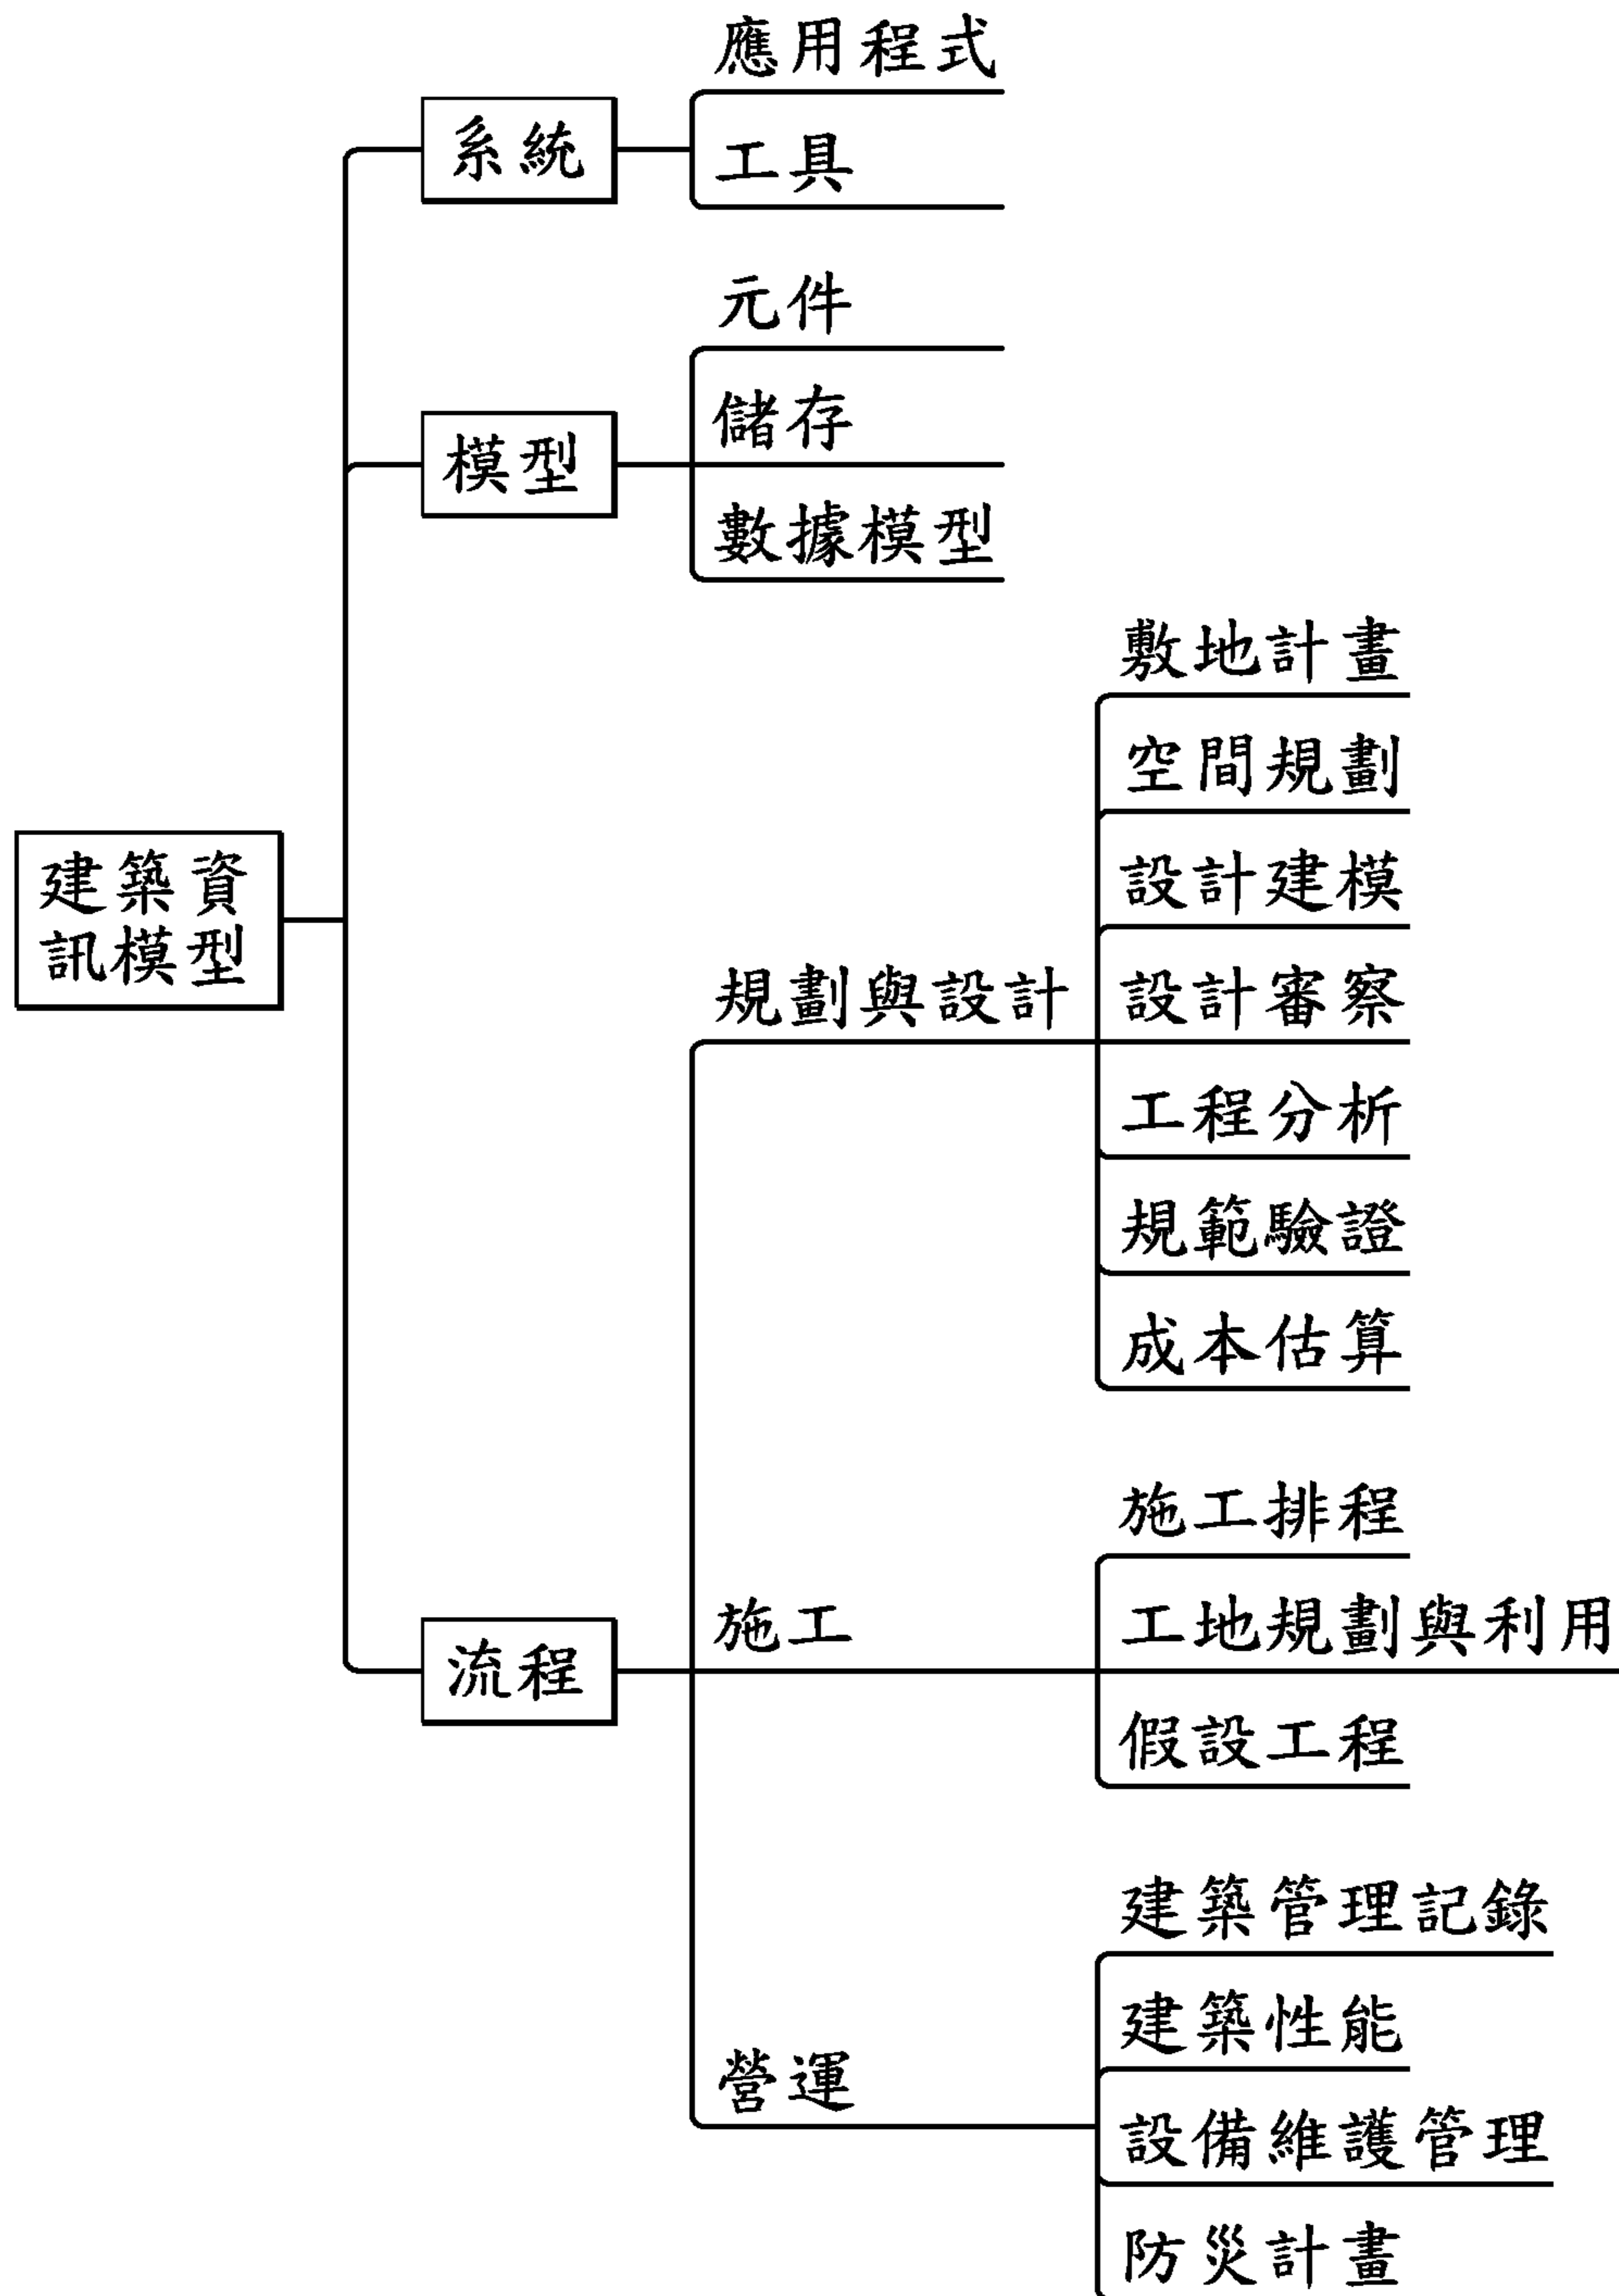 應用程式
系統
工具
元件
儲存
模型
數據模型
敷地計畫
空間規劃
建築資
訊模型
設計建模
規劃與設計
設計審察
工程分析
規範驗證
成本估算
施工排程
施工
工地規劃與利用
流程
假設工程
建築管理記錄
建築性能
營運
設備維護管理
防災計畫